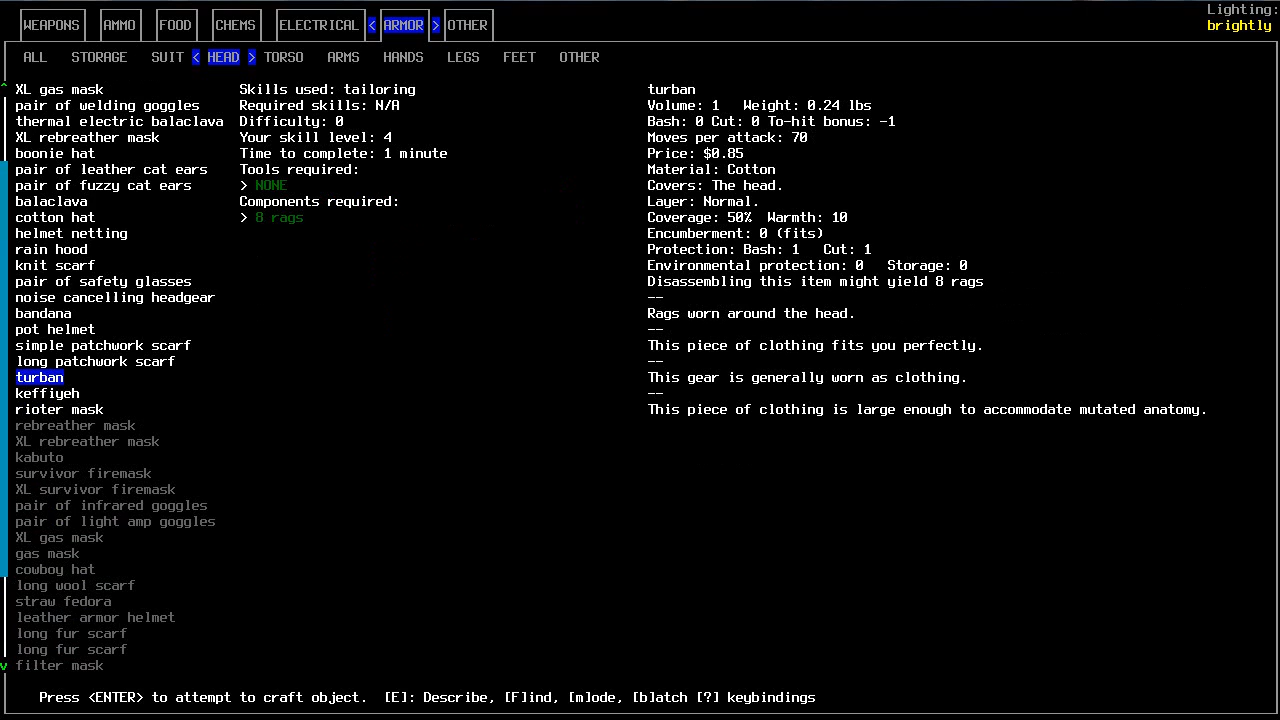 Lighting:
WEAPONS AMMO FOOD CHEMS ELECTRICAL < ARMOR > OTHER brightly
ALL STORAGE SUIT < HEAD > TORSO ARMS HANDS LEGS FEET OTHER
^ XL gas mask Skills used: tailoring turban
pair of welding goggles Required skills: N/A Volume: 1 Weight: 0.24 lbs
thermal electric balaclava Difficulty: 0 Bash: 0 Cut: 0 To-hit bonus: -1
XL rebreather mask Your skill level: 4 Moves per attack: 70
boonie hat Time to complete: 1 minute Price: $0.85
pair of leather cat ears Tools required: Material: Cotton
pair of fuzzy cat ears > NONE Covers: The head.
balaclava Components required: Layer: Normal.
cotton hat > 8 rags Coverage: 50% Warmth: 10
helmet netting Encumberment: 0 (fits)
rain hood Protection: Bash: 1 Cut: 1
knit scarf Environmental protection: 0 Storage: 0
pair of safety glasses Disassembling this item might yield 8 rags
noise cancelling headgear --
bandana Rags worn around the head.
pot helmet --
simple patchwork scarf This piece of clothing fits you perfectly.
long patchwork scarf --
turban This gear is generally worn as clothing.
keffiyeh --
rioter mask This piece of clothing is large enough to accommodate mutated anatomy.
rebreather mask
XL rebreather mask
kabuto
survivor firemask
XL survivor firemask
pair of infrared goggles
pair of light amp goggles
XL gas mask
gas mask
cowboy hat
long wool scarf
straw fedora
leather armor helmet
long fur scarf
long fur scarf
v filter mask
Press <ENTER> to attempt to craft object. [E]: Describe, [F]ind, [m]ode, [b]atch [?] keybindings